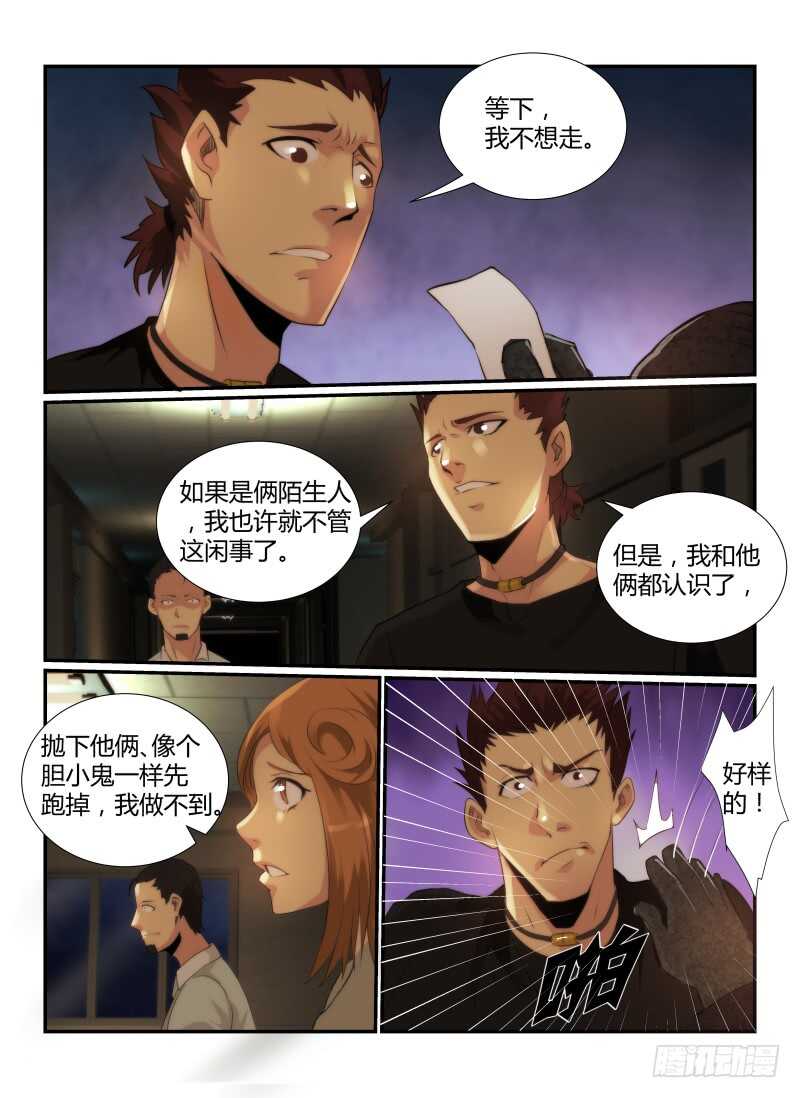 等下，
我不想走。
如果是俩陌生人
，我也许就不管
这闲事了。
但是，我和他
俩都认识了，
抛下他俩、像个
胆小鬼一样先
跑掉，我做不到。
好样
的！
啪
腾讯动漫